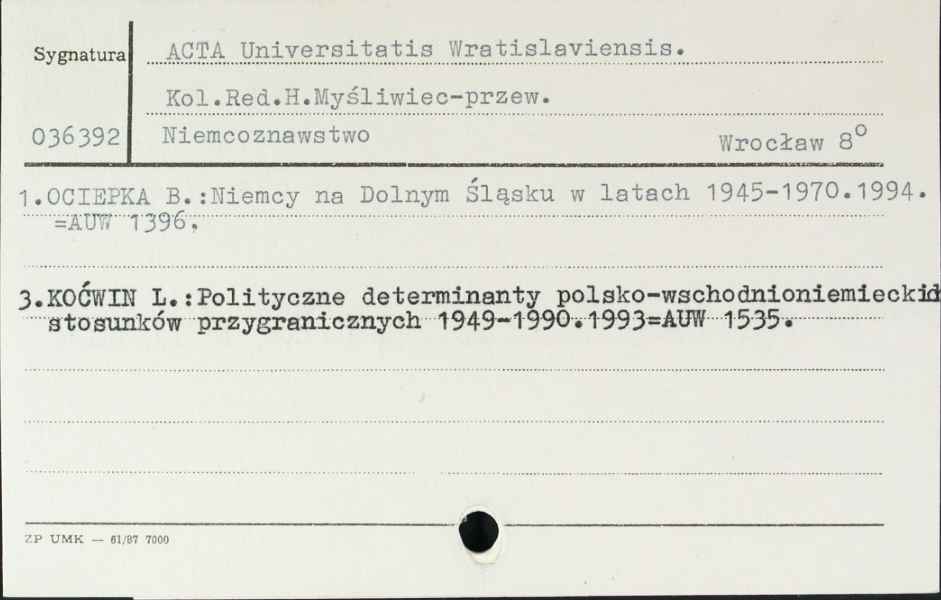 Sygnatura
ACTA Universitatis Wratislaviensis.
Kol.Red.H.Myśliwiec-przew.
036392
Niemcoznawstwo
Wrocław 8°
1.OCIEPKA B.:Niemcy na Dolnym Śląsku w latach 1945-1970.1994.
=AUW 1396.
3.KOĆWIN L.:Polityczne determinanty polsko-wschodnioniemieckich
stosunków przygranicznych 1949-1990.1993=AUW 1535.
ZP UMK — 61/87 7000